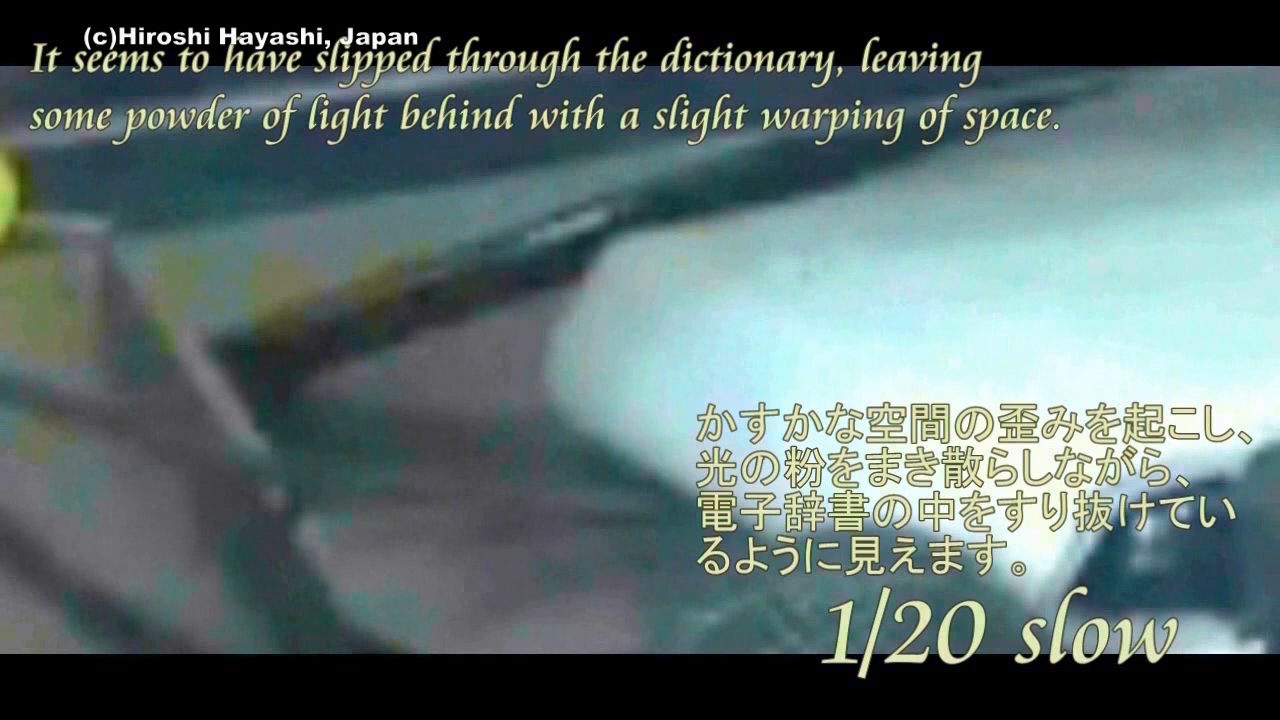 (c)Hiroshi Hayashi, Japan
It seems to have slipped through the dictionary, leaving
some powder of light behind with a slight warping of space.
かすかな空間の歪みを起こし、
光の粉をまき散らしながら、
電子辞書の中をすり抜けてい
るように見えます。
1/20 slow